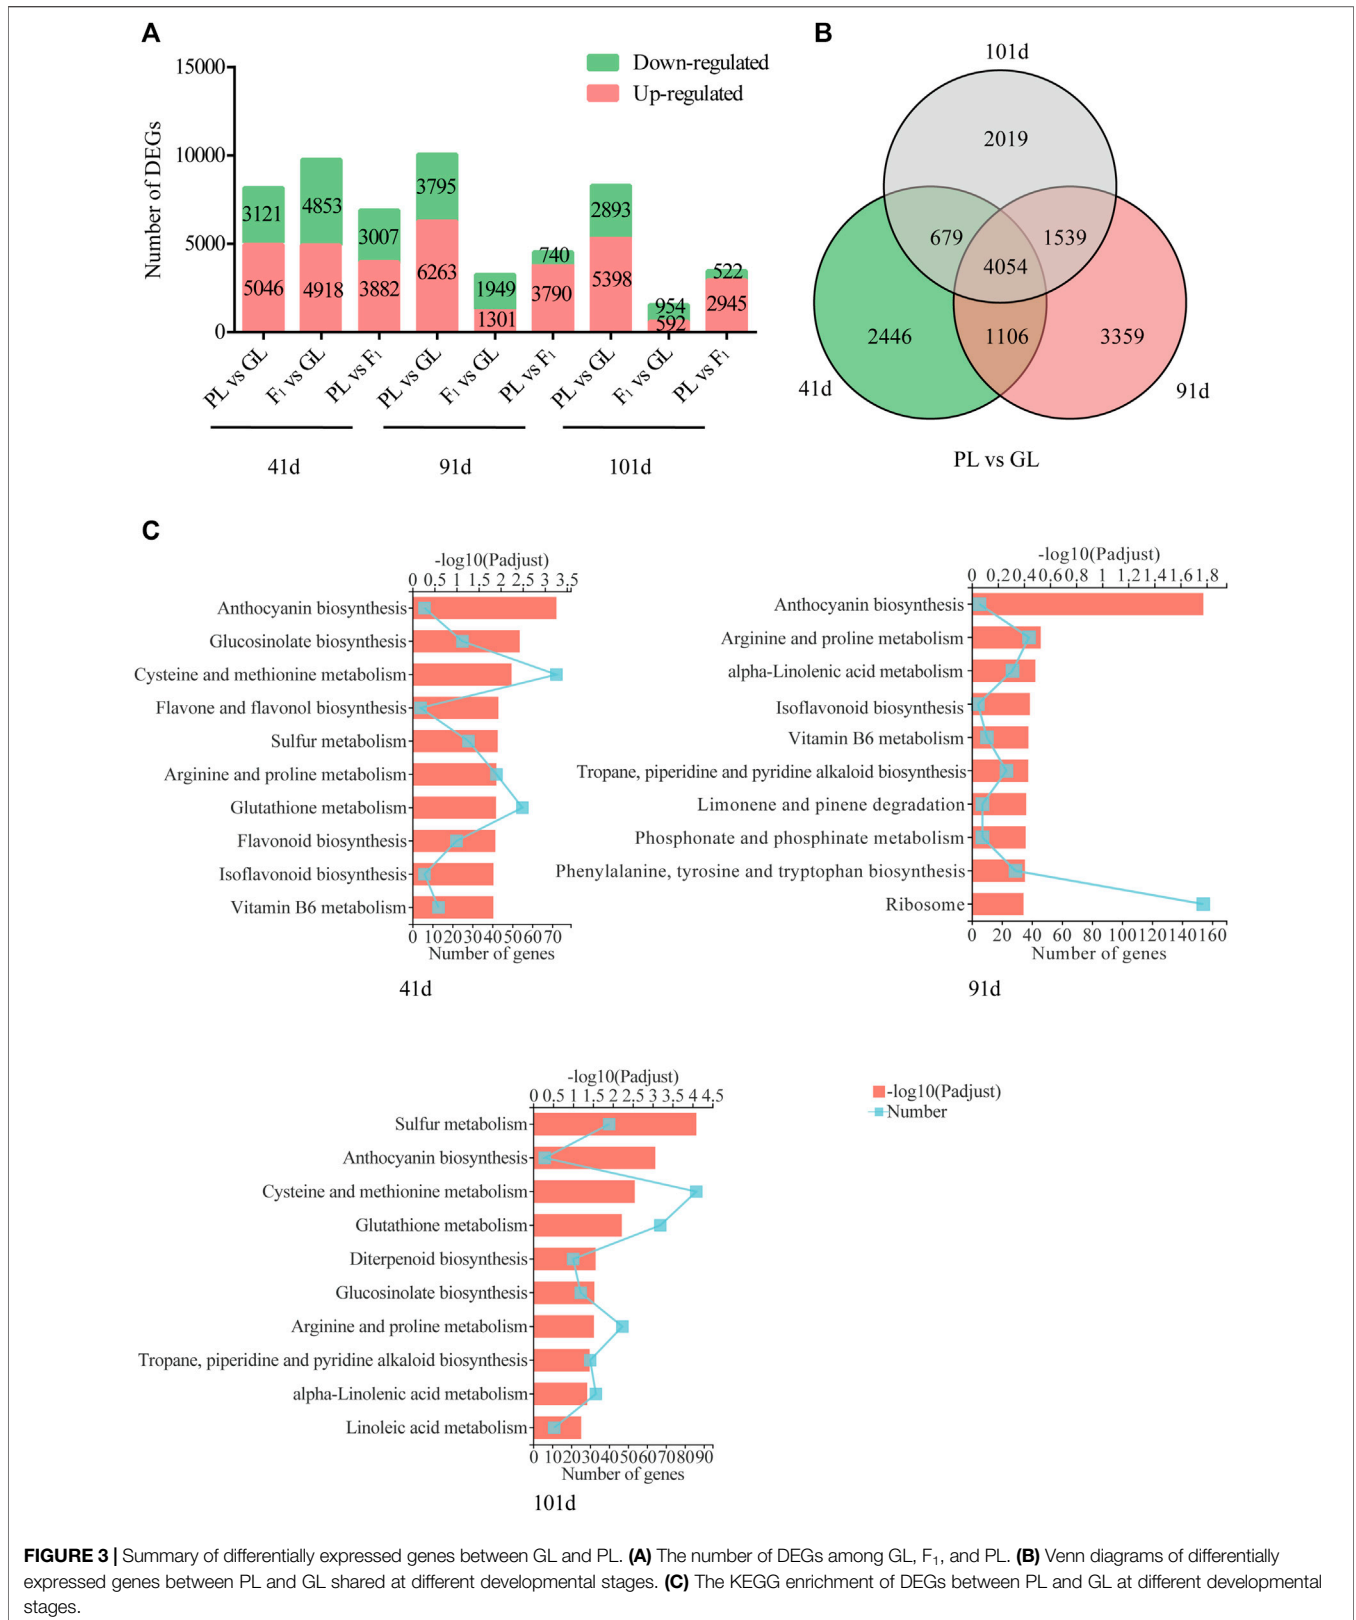 A
Down-regulated
Up-regulated
Number of DEGs
15000
10000
5000
0
3121
5046
4853
4918
3007
3882
3795
6263
1949
1301
740
3790
2893
5398
954
592
522
2945
PL vs GL
F1 vs GL
PL vs F1
PL vs GL
F1 vs GL
PL vs F1
PL vs GL
F1 vs GL
PL vs F1
41d
91d
101d
B
101d
2019
679
1539
4054
2446
1106
3359
41d
91d
PL vs GL
C
-log10(Padjust)
0 0.5 1 1.5 2 2.5 3 3.5
Anthocyanin biosynthesis
Glucosinolate biosynthesis
Cysteine and methionine metabolism
Flavone and flavonol biosynthesis
Sulfur metabolism
Arginine and proline metabolism
Glutathione metabolism
Flavonoid biosynthesis
Isoflavonoid biosynthesis
Vitamin B6 metabolism
0 10 20 30 40 50 60 70
Number of genes
41d
-log10(Padjust)
0 0.2 0.4 0.6 0.8 1 1.2 1.4 1.6 1.8
Anthocyanin biosynthesis
Arginine and proline metabolism
alpha-Linolenic acid metabolism
Isoflavonoid biosynthesis
Vitamin B6 metabolism
Tropane, piperidine and pyridine alkaloid biosynthesis
Limonene and pinene degradation
Phosphonate and phosphinate metabolism
Phenylalanine, tyrosine and tryptophan biosynthesis
Ribosome
0 20 40 60 80 100 120 140 160
Number of genes
91d
-log10(Padjust)
0 0.5 1 1.5 2 2.5 3 3.5 4 4.5
Sulfur metabolism
Anthocyanin biosynthesis
Cysteine and methionine metabolism
Glutathione metabolism
Diterpenoid biosynthesis
Glucosinolate biosynthesis
Arginine and proline metabolism
Tropane, piperidine and pyridine alkaloid biosynthesis
alpha-Linolenic acid metabolism
Linoleic acid metabolism
0 10 20 30 40 50 60 70 80 90
Number of genes
101d
-log10(Padjust)
Number
FIGURE 3 | Summary of differentially expressed genes between GL and PL. (A) The number of DEGs among GL, F1, and PL. (B) Venn diagrams of differentially
expressed genes between PL and GL shared at different developmental stages. (C) The KEGG enrichment of DEGs between PL and GL at different developmental
stages.